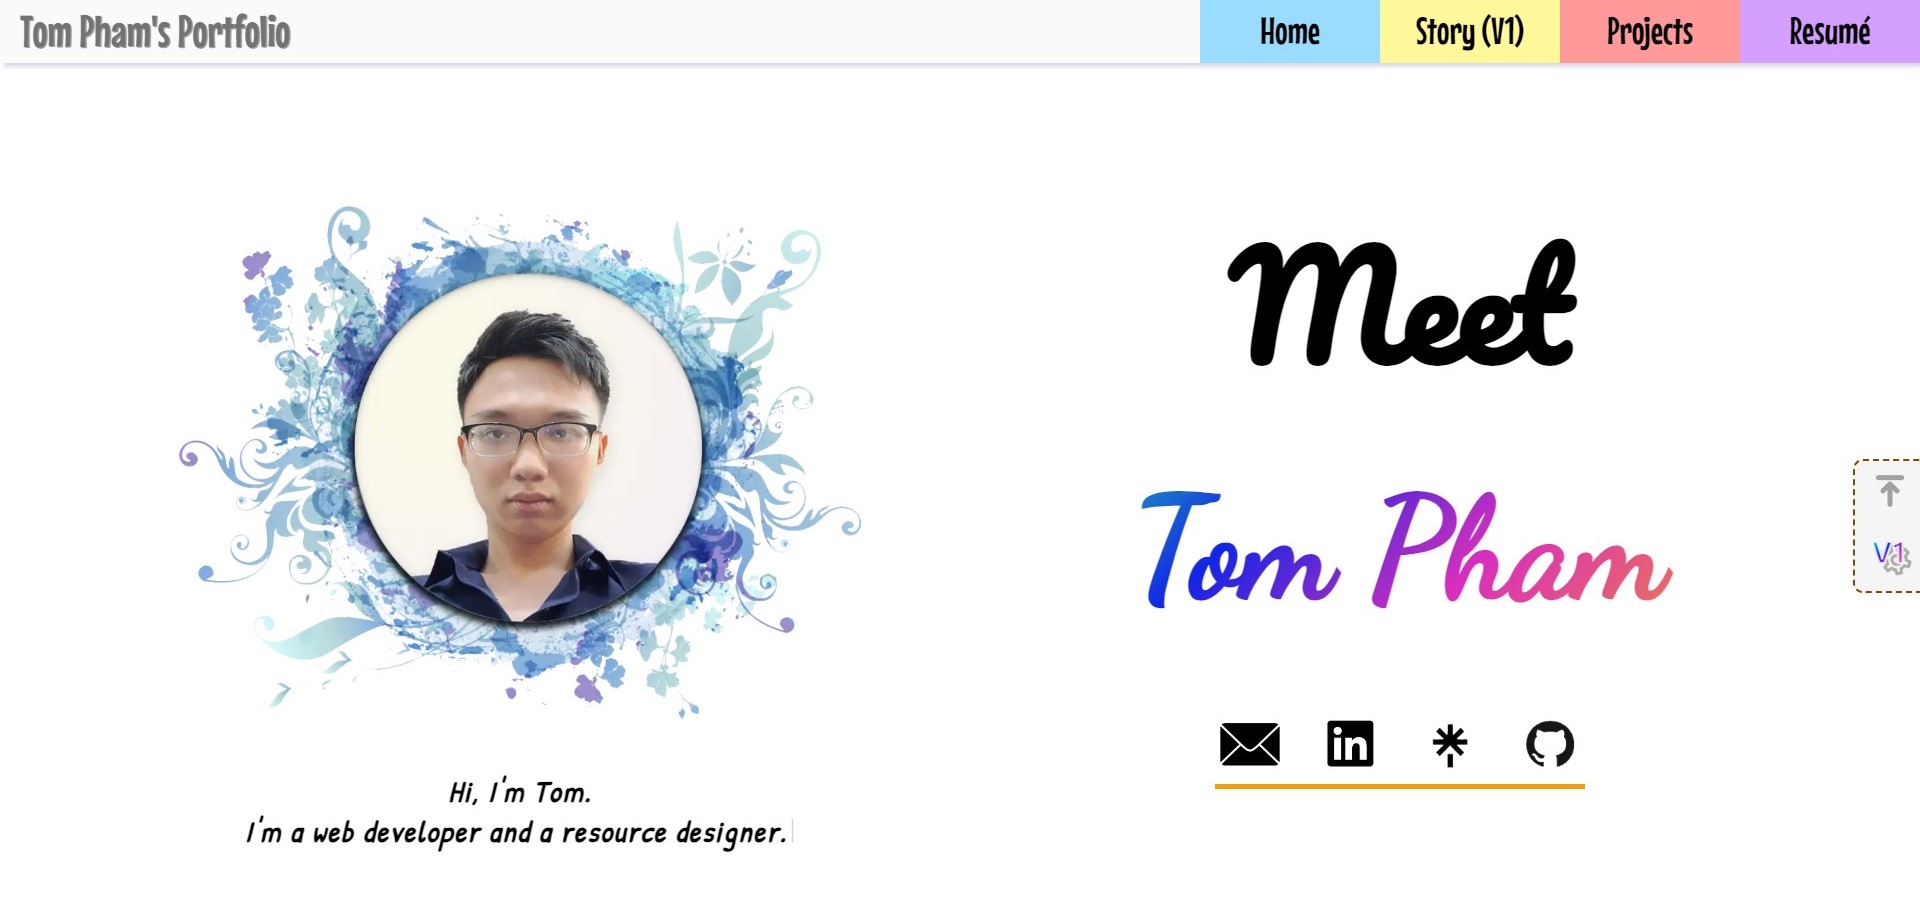 Tom Pham's Portfolio
Home
Story (V1)
Projects
Resumé
Meet
Tom Pham
in
Hi, I'm Tom.
I'm a web developer and a resource designer.
V1